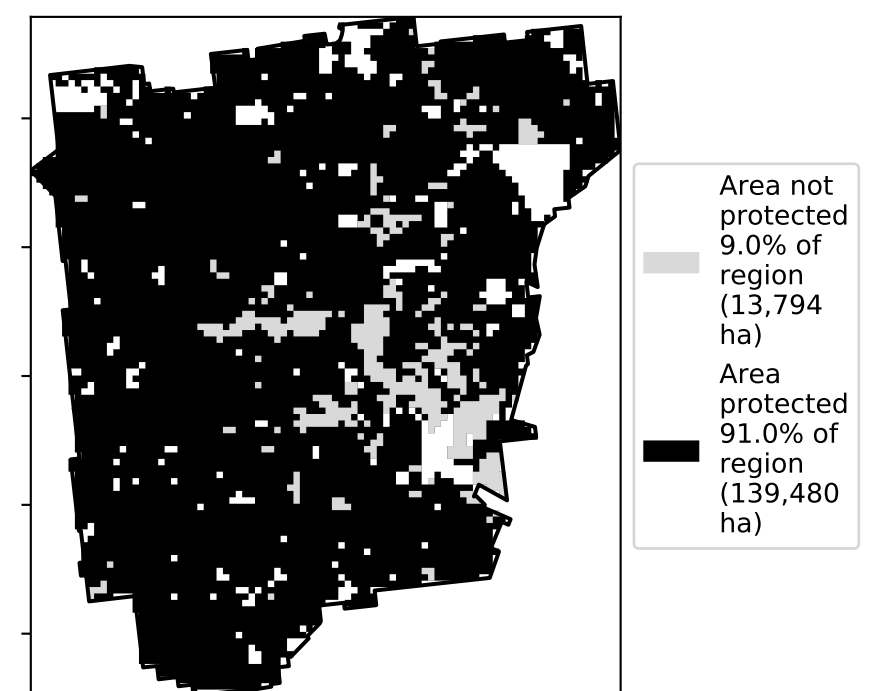 Area not
protected
9.0% of
region
(13,794
ha)
Area
protected
91.0% of
region
(139,480
ha)